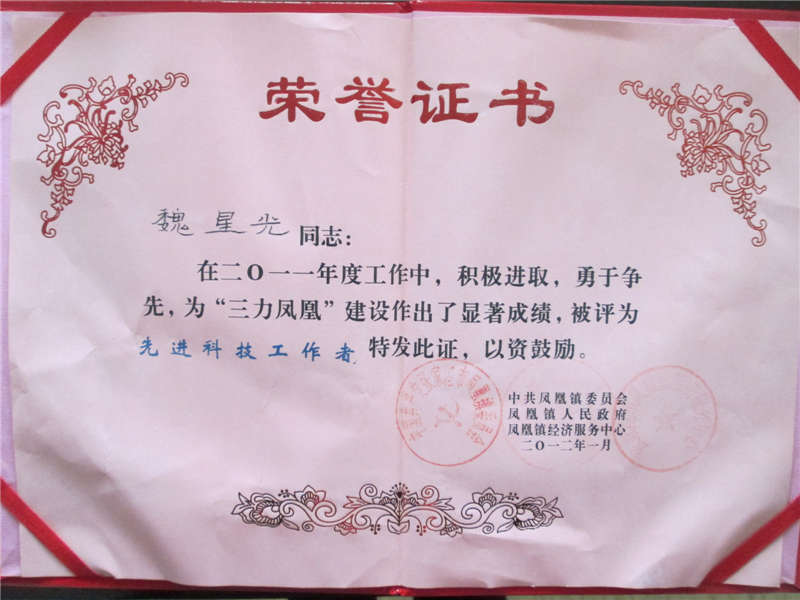 荣誉证书
魏星光 同志：
在二〇一一年度工作中，积极进取，勇于争
先，为“三力凤凰”建设作出了显著成绩，被评为
先进科技工作者 特发此证，以资鼓励。
中共凤凰镇委员会
凤凰镇人民政府
凤凰镇经济服务中心
二〇一二年一月